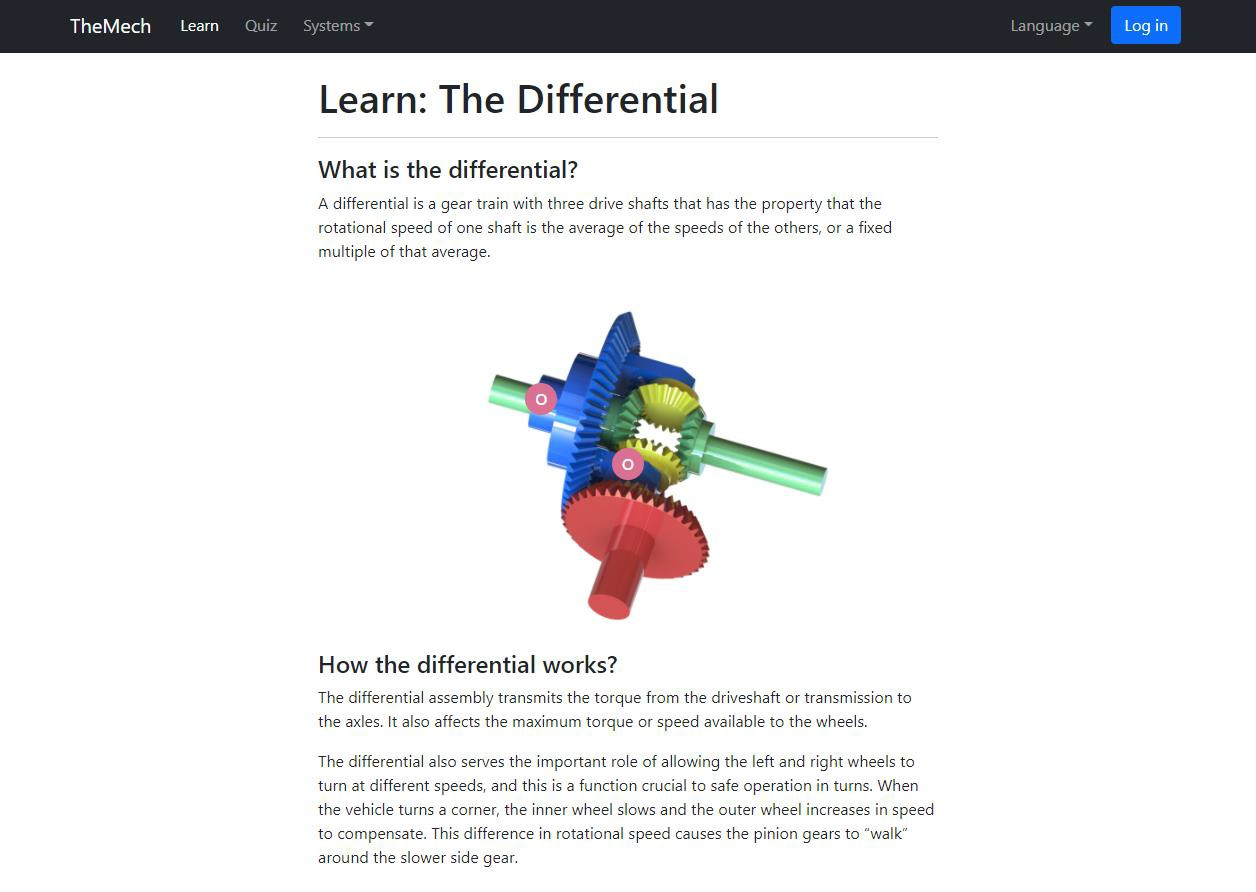 TheMech Learn Quiz Systems Language Log in
Learn: The Differential
What is the differential?
A differential is a gear train with three drive shafts that has the property that the
rotational speed of one shaft is the average of the speeds of the others, or a fixed
multiple of that average.
O
O
How the differential works?
The differential assembly transmits the torque from the driveshaft or transmission to
the axles. It also affects the maximum torque or speed available to the wheels.
The differential also serves the important role of allowing the left and right wheels to
turn at different speeds, and this is a function crucial to safe operation in turns. When
the vehicle turns a corner, the inner wheel slows and the outer wheel increases in speed
to compensate. This difference in rotational speed causes the pinion gears to “walk”
around the slower side gear.